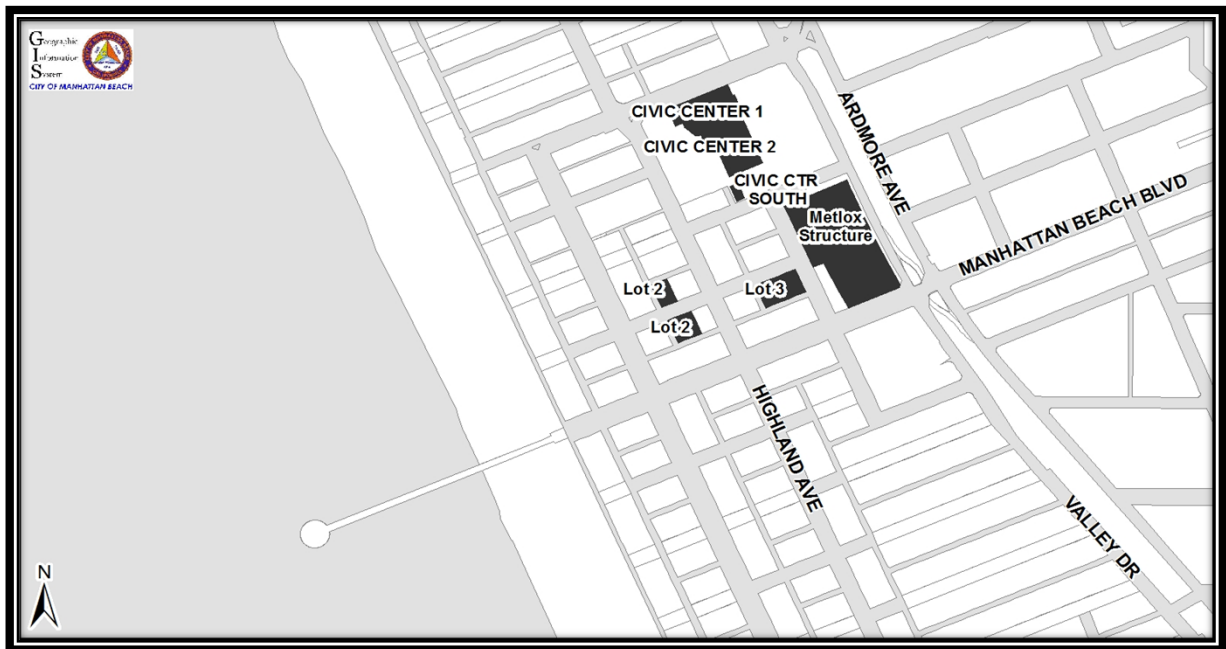 Geographic
Information
System
CITY OF MANHATTAN BEACH
CIVIC CENTER 1
CIVIC CENTER 2
CIVIC CTR
SOUTH
Metlox
Structure
ARDMORE AVE
MANHATTAN BEACH BLVD
Lot 2
Lot 3
Lot 2
HIGHLAND AVE
VALLEY DR
N